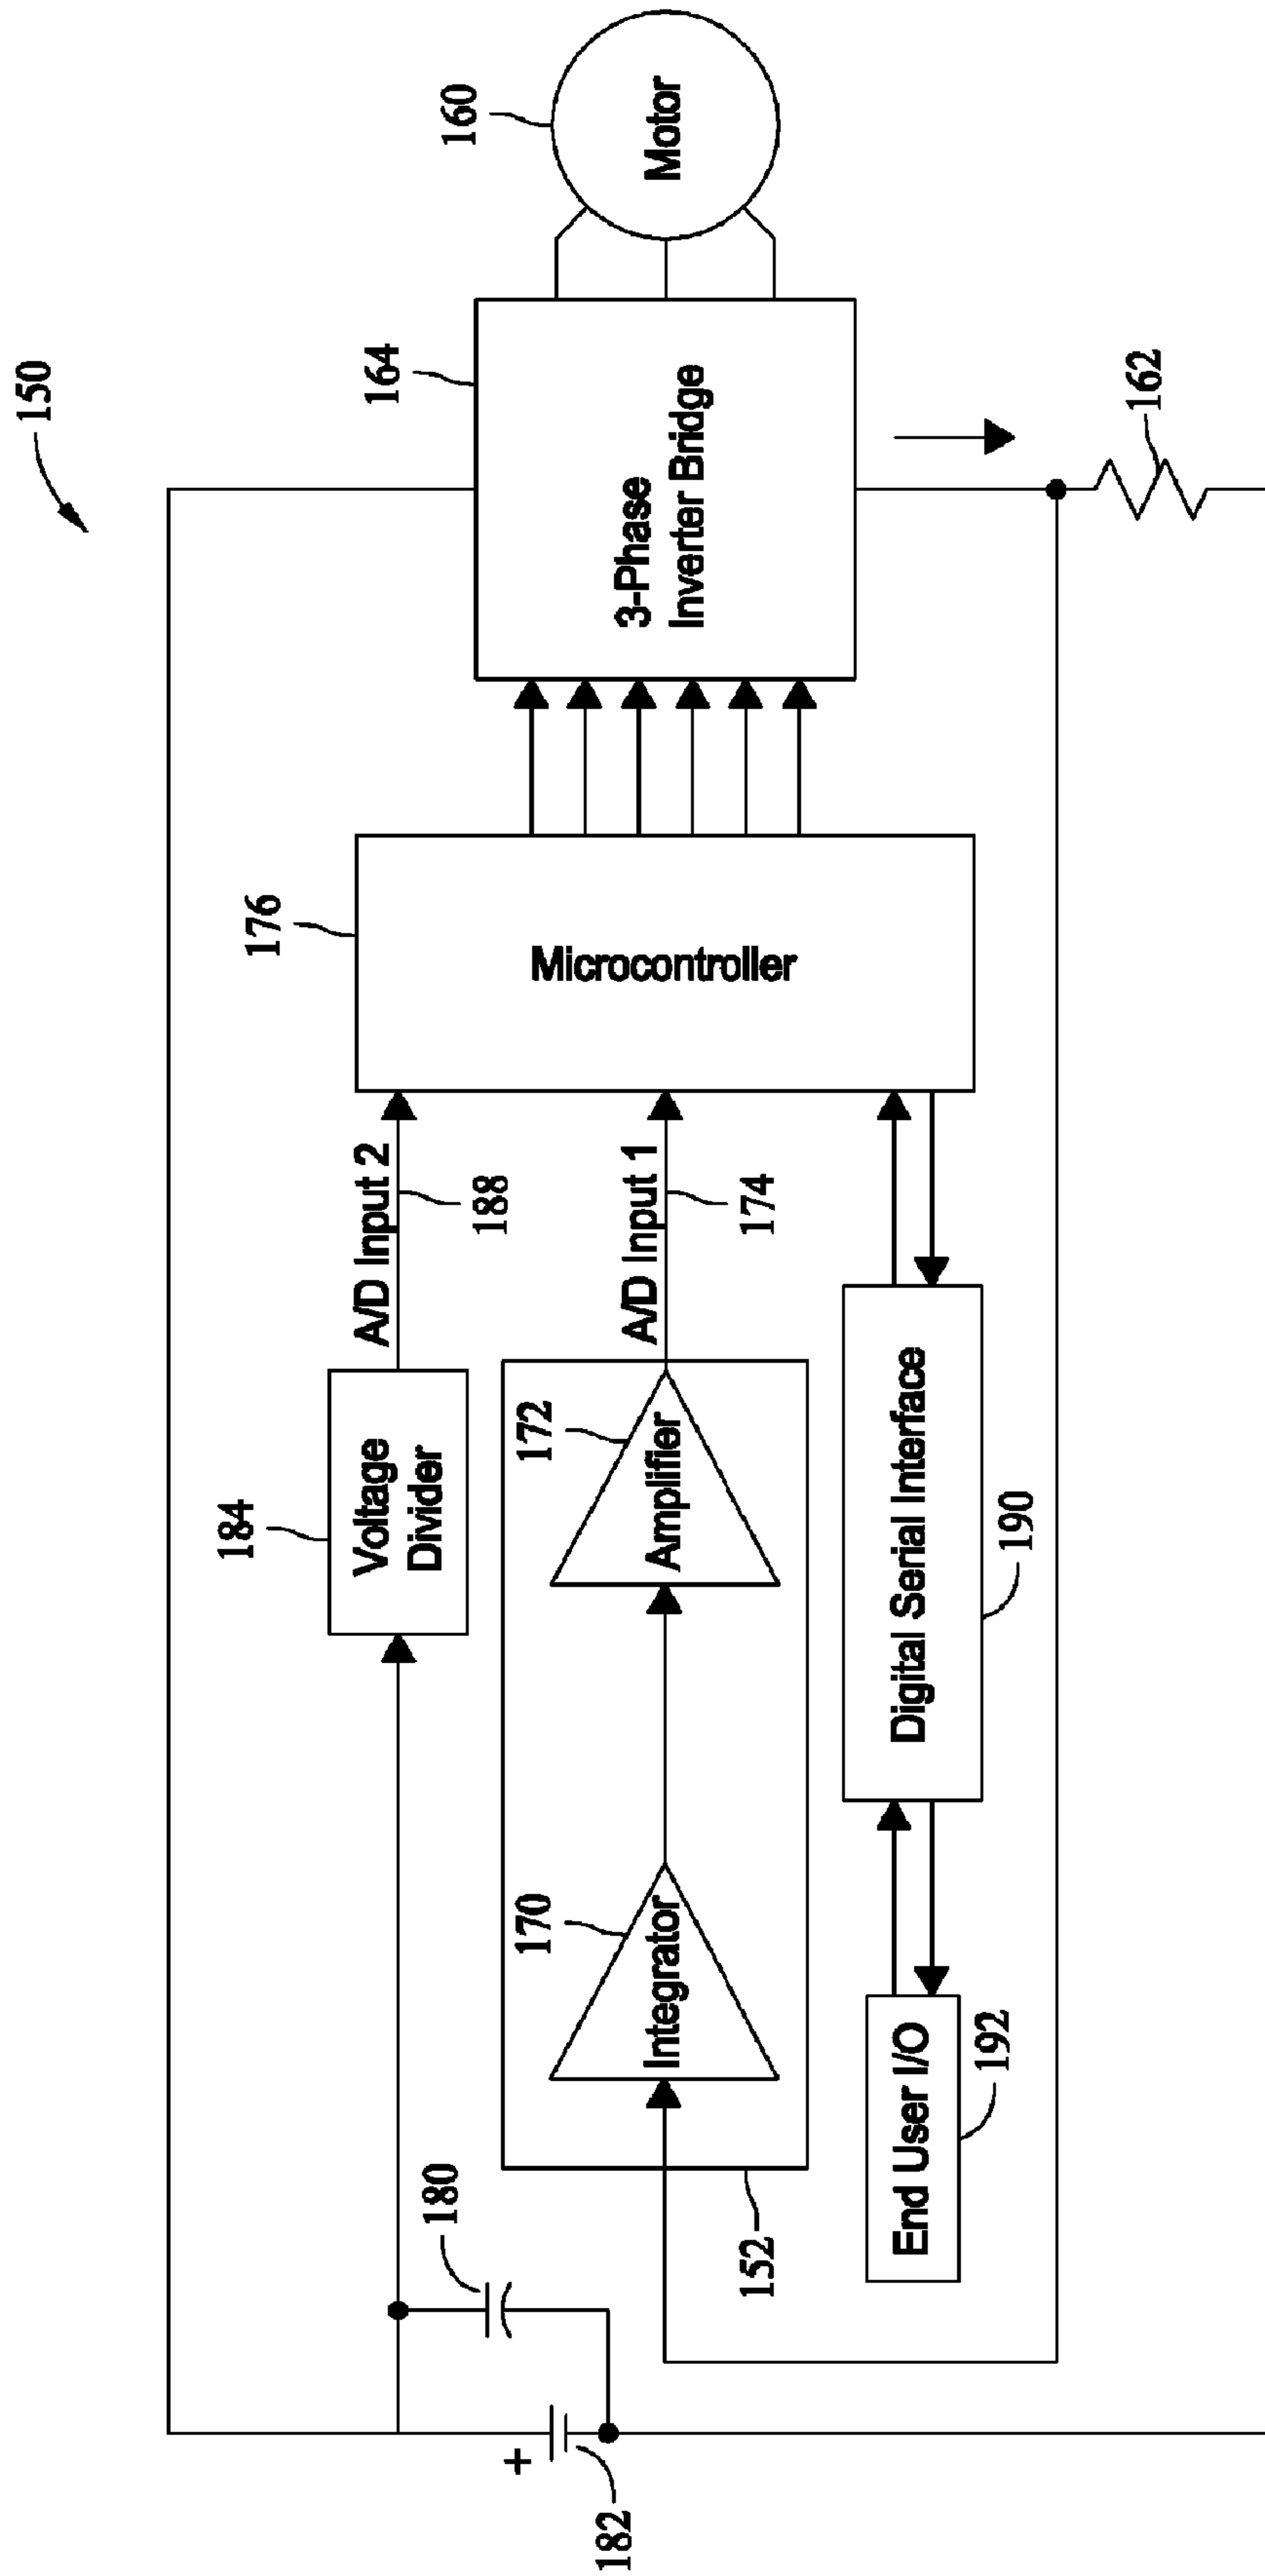 150
160
Motor
164
3-Phase
Inverter Bridge
162
176
Microcontroller
A/D Input 2
188
A/D Input 1
174
184
Voltage
Divider
172
Amplifier
170
Integrator
152
Digital Serial Interface
190
End User I/O
192
180
+
182